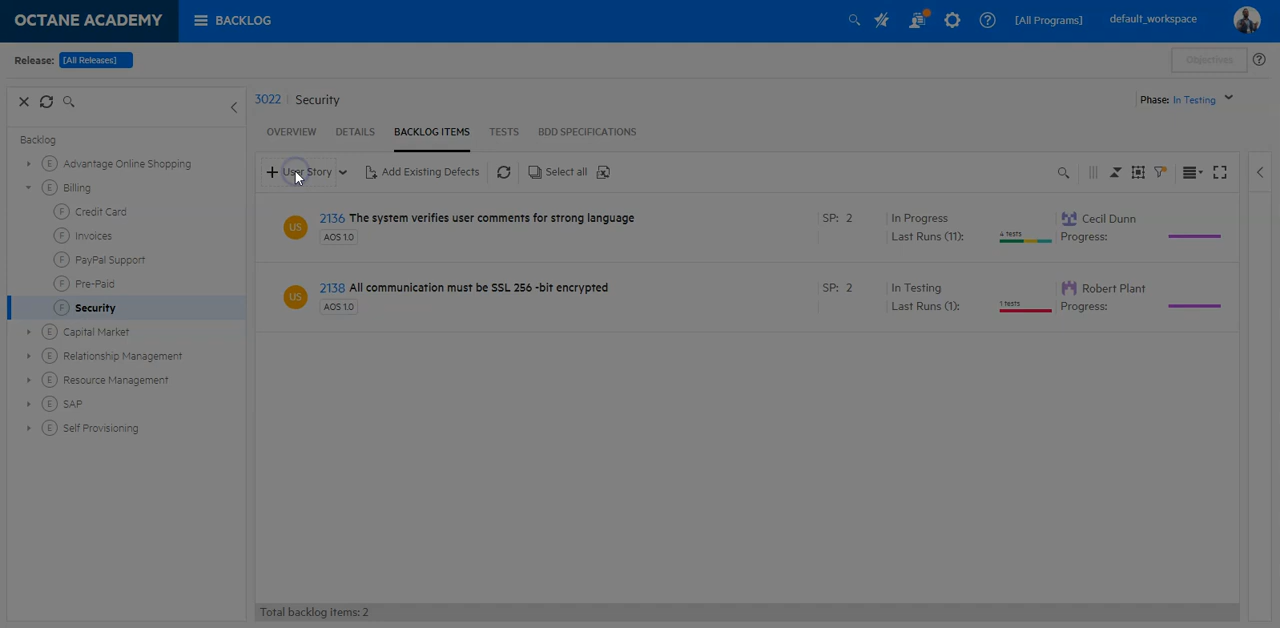 OCTANE ACADEMY
BACKLOG
[All Programs]
default_workspace
Release: [All Releases]
Objectives
Backlog
E Advantage Online Shopping
E Billing
F Credit Card
F Invoices
F PayPal Support
F Pre-Paid
F Security
E Capital Market
E Relationship Management
E Resource Management
E SAP
E Self Provisioning
3022 Security
Phase: In Testing
OVERVIEW DETAILS BACKLOG ITEMS TESTS BDD SPECIFICATIONS
+ User Story Add Existing Defects Select all
US 2136 The system verifies user comments for strong language SP: 2 In Progress Cecil Dunn
AOS 1.0 Last Runs (11): 4 tests Progress:
US 2138 All communication must be SSL 256 -bit encrypted SP: 2 In Testing Robert Plant
AOS 1.0 Last Runs (1): 1 tests Progress:
Total backlog items: 2